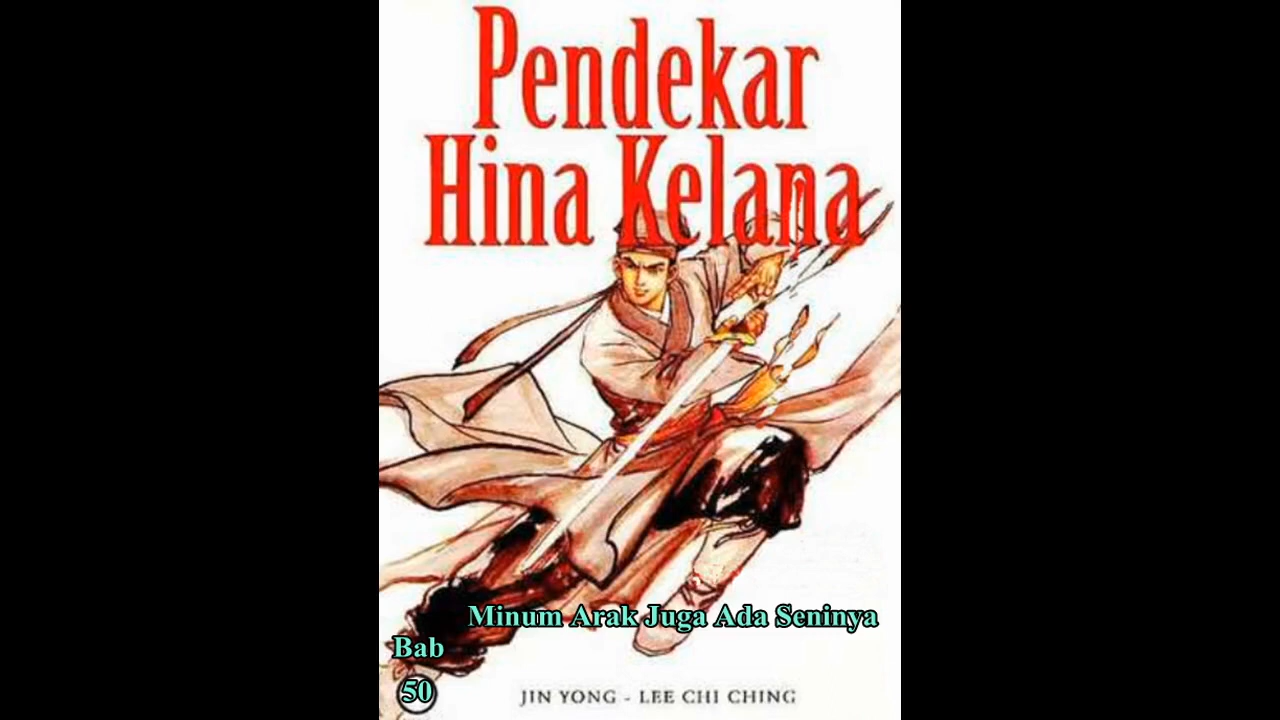 Pendekar
Hina Kelana
Minum Arak Juga Ada Seninya
Bab
50
JIN YONG - LEE CHI CHING